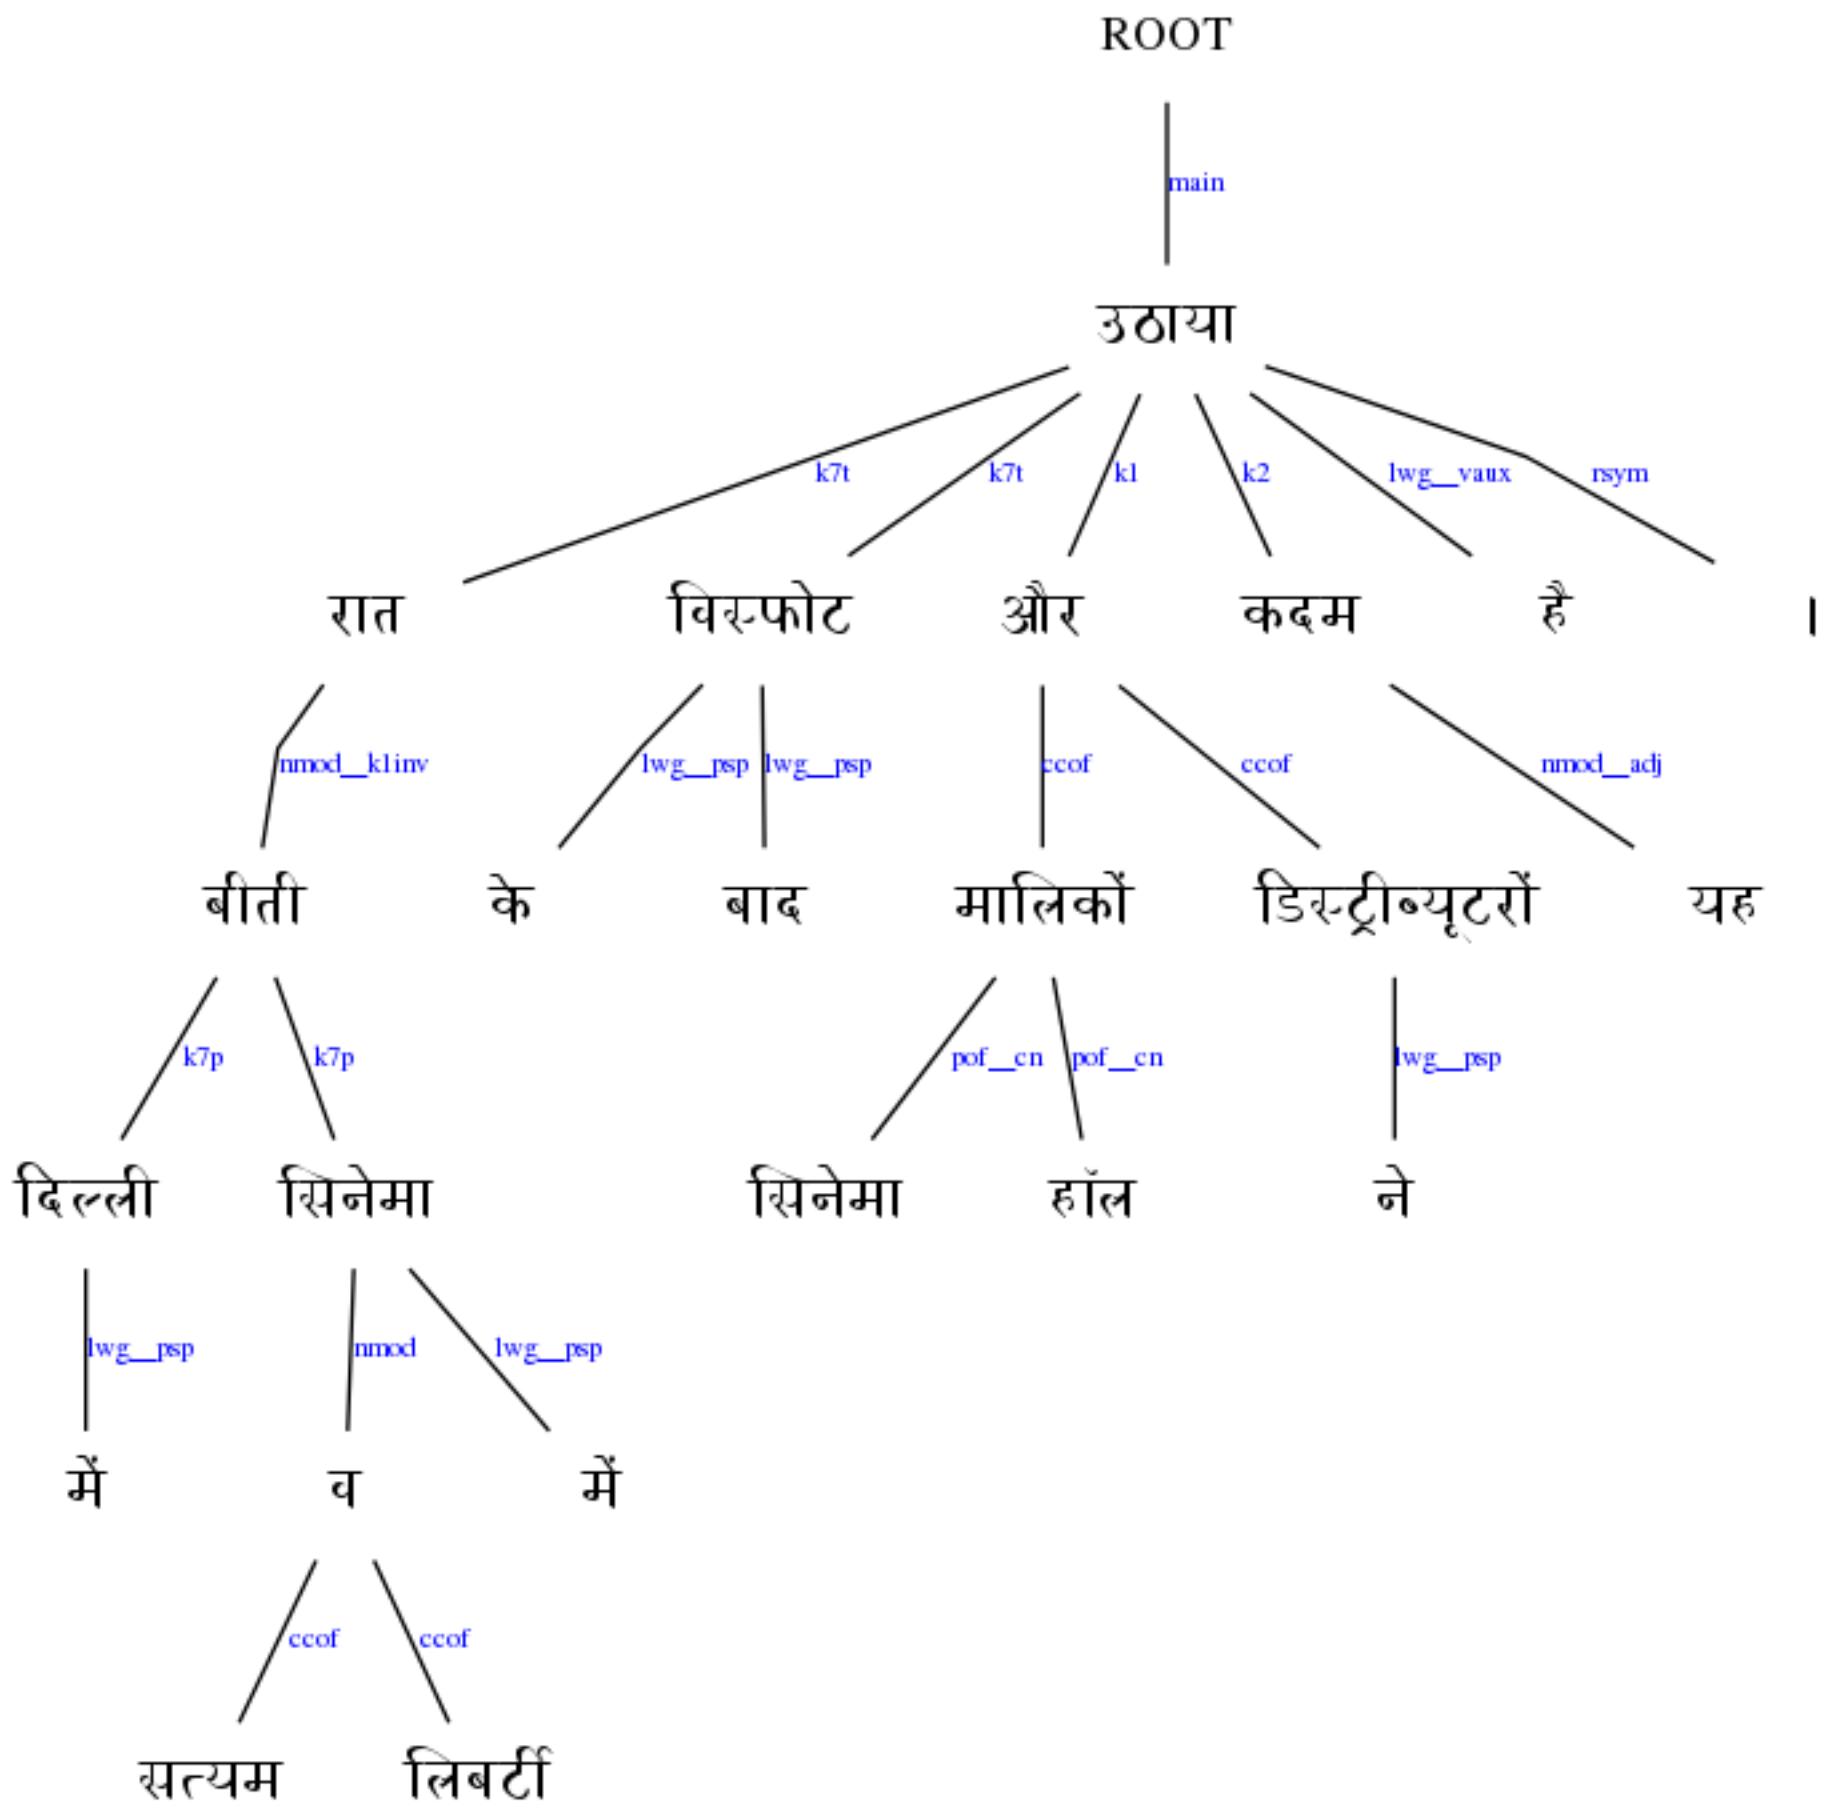 ROOT
main
उठाया
k7t k7t k1 k2 lwg__vaux rsym
रात विस्फोट और कदम है ।
nmod__k1inv lwg__psp lwg__psp ccof ccof nmod__adj
बीती के बाद मालिकों डिस्ट्रीब्यूटरों यह
k7p k7p pof__cn pof__cn lwg__psp
दिल्ली सिनेमा सिनेमा हॉल ने
lwg__psp nmod lwg__psp
में व में
ccof ccof
सत्यम लिबर्टी